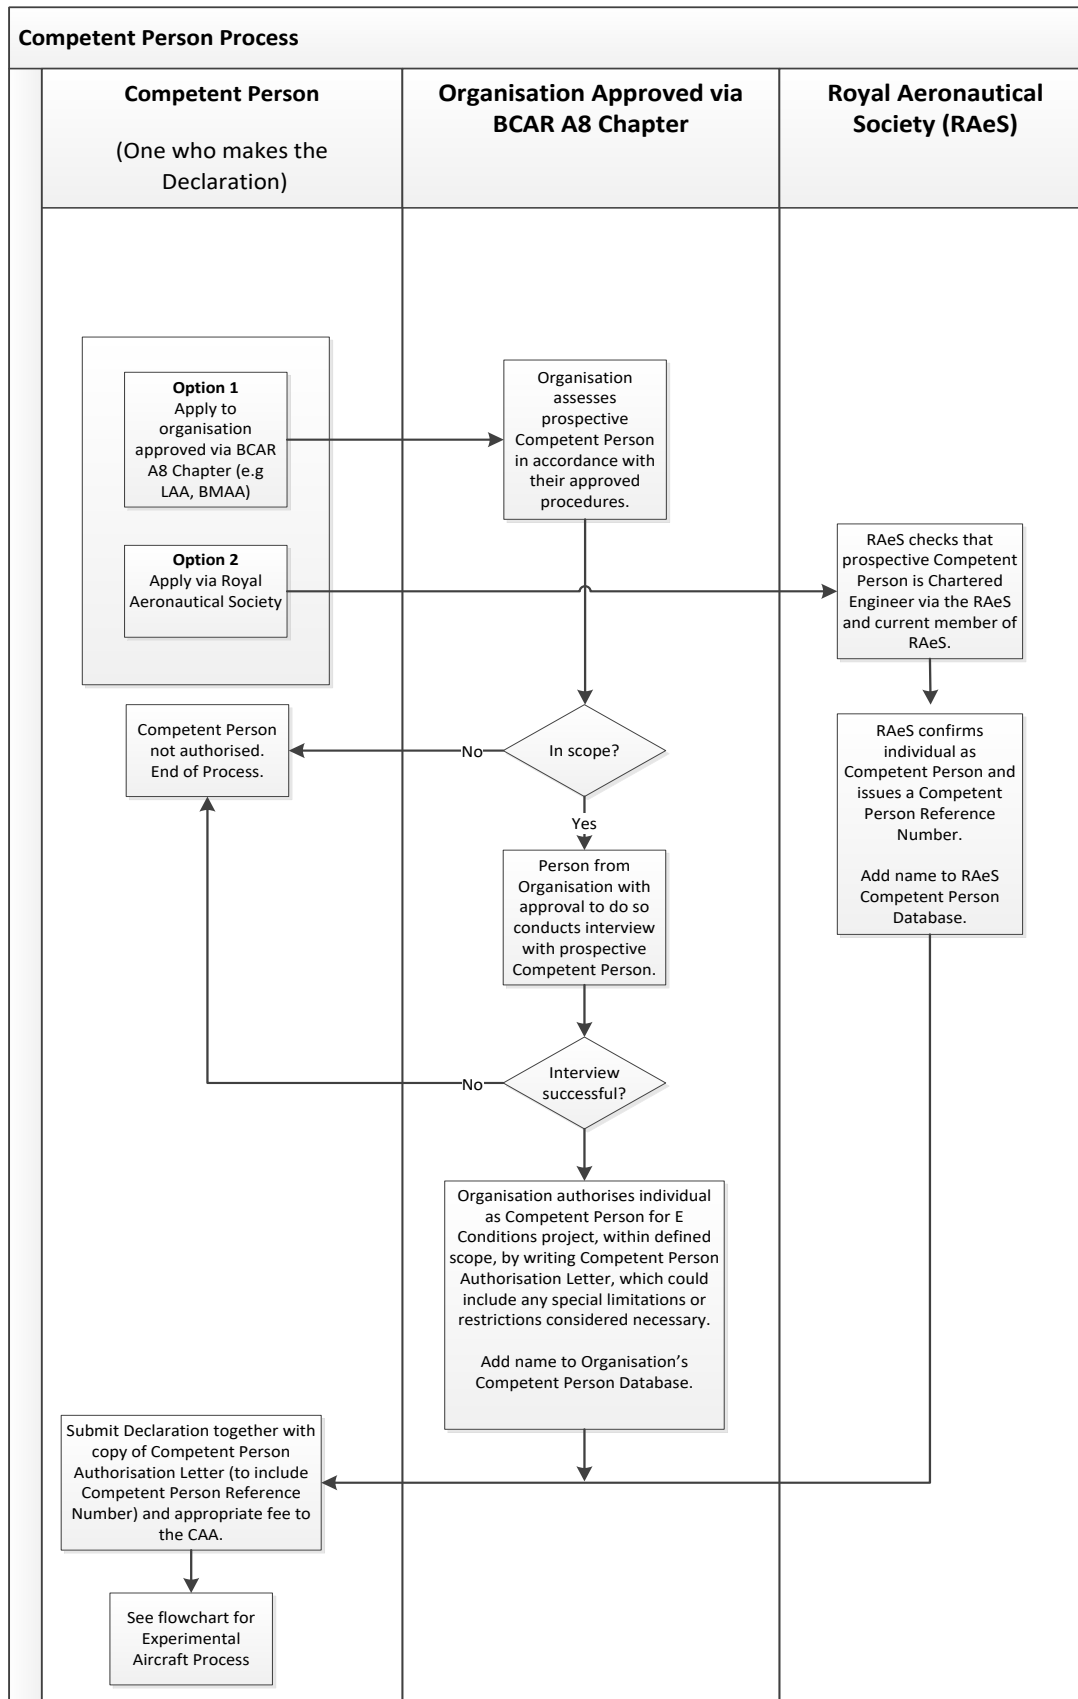 Competent Person Process
Competent Person
(One who makes the
Declaration)
Organisation Approved via
BCAR A8 Chapter
Royal Aeronautical
Society (RAeS)
Option 1
Apply to
organisation
approved via BCAR
A8 Chapter (e.g
LAA, BMAA)
Organisation
assesses
prospective
Competent Person
in accordance with
their approved
procedures.
Option 2
Apply via Royal
Aeronautical Society
RAeS checks that
prospective Competent
Person is Chartered
Engineer via the RAeS
and current member of
RAeS.
Competent Person
not authorised.
End of Process.
No
In scope?
RAeS confirms
individual as
Competent Person and
issues a Competent
Person Reference
Number.
Add name to RAeS
Competent Person
Database.
Yes
Person from
Organisation with
approval to do so
conducts interview
with prospective
Competent Person.
No
Interview
successful?
Organisation authorises individual
as Competent Person for E
Conditions project, within defined
scope, by writing Competent Person
Authorisation Letter, which could
include any special limitations or
restrictions considered necessary.
Add name to Organisation's
Competent Person Database.
Submit Declaration together with
copy of Competent Person
Authorisation Letter (to include
Competent Person Reference
Number) and appropriate fee to
the CAA.
See flowchart for
Experimental
Aircraft Process